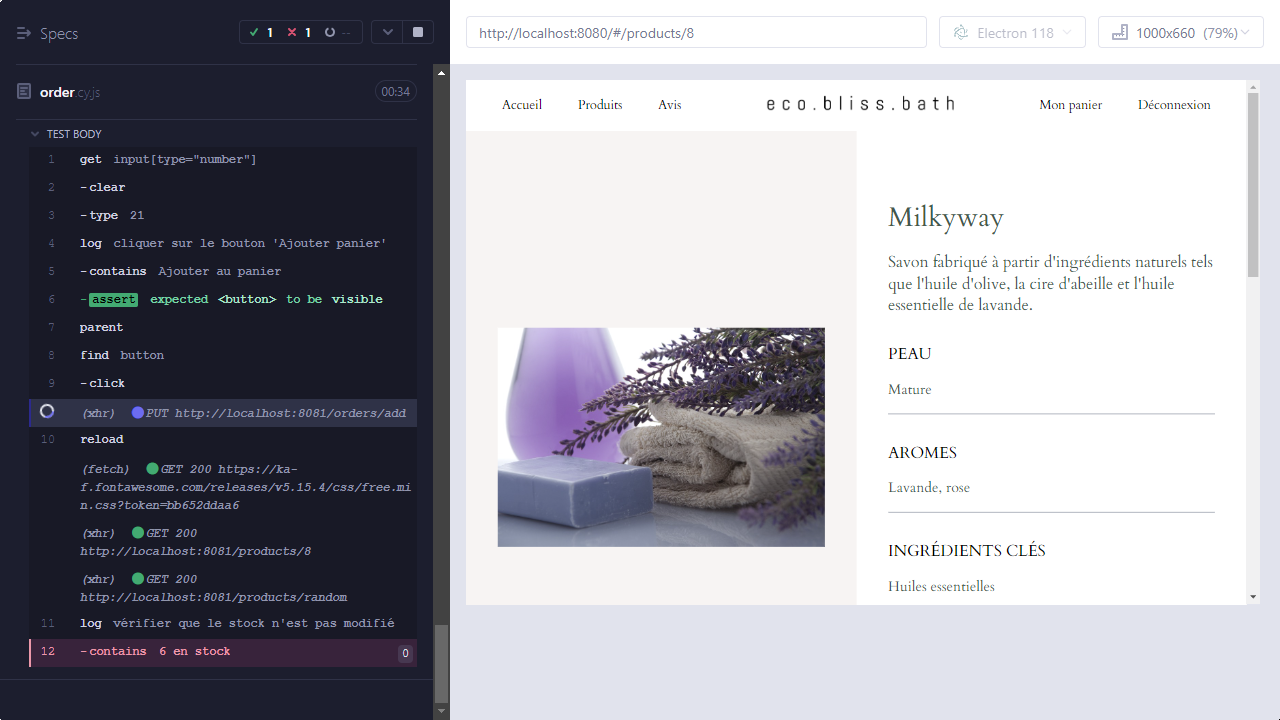 Specs
1
1
--
order.cy.js
00:34
TEST BODY
1 get input[type="number"]
2 -clear
3 -type 21
4 log cliquer sur le bouton 'Ajouter panier'
5 -contains Ajouter au panier
6 -assert expected <button> to be visible
7 parent
8 find button
9 -click
(xhr) PUT http://localhost:8081/orders/add
10 reload
(fetch) GET 200 https://ka-
f.fontawesome.com/releases/v5.15.4/css/free.mi
n.css?token=bb652ddaa6
(xhr) GET 200
http://localhost:8081/products/8
(xhr) GET 200
http://localhost:8081/products/random
11 log vérifier que le stock n'est pas modifié
12 -contains 6 en stock 0
http://localhost:8080/#/products/8
Electron 118
1000x660 (79%)
Accueil Produits Avis eco.bliss.bath Mon panier Déconnexion
Milkyway
Savon fabriqué à partir d'ingrédients naturels tels
que l'huile d'olive, la cire d'abeille et l'huile
essentielle de lavande.
PEAU
Mature
AROMES
Lavande, rose
INGRÉDIENTS CLÉS
Huiles essentielles